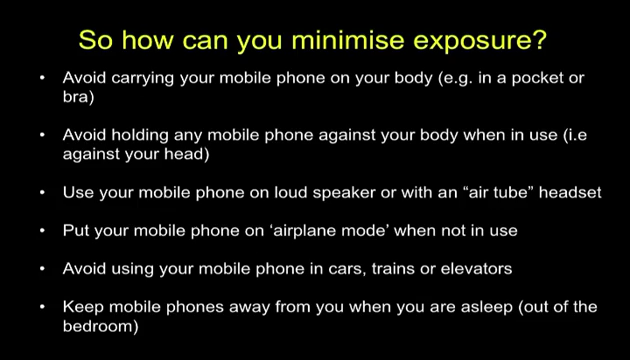 So how can you minimise exposure?
• Avoid carrying your mobile phone on your body (e.g. in a pocket or
bra)
• Avoid holding any mobile phone against your body when in use (i.e
against your head)
• Use your mobile phone on loud speaker or with an “air tube” headset
• Put your mobile phone on ‘airplane mode’ when not in use
• Avoid using your mobile phone in cars, trains or elevators
• Keep mobile phones away from you when you are asleep (out of the
bedroom)